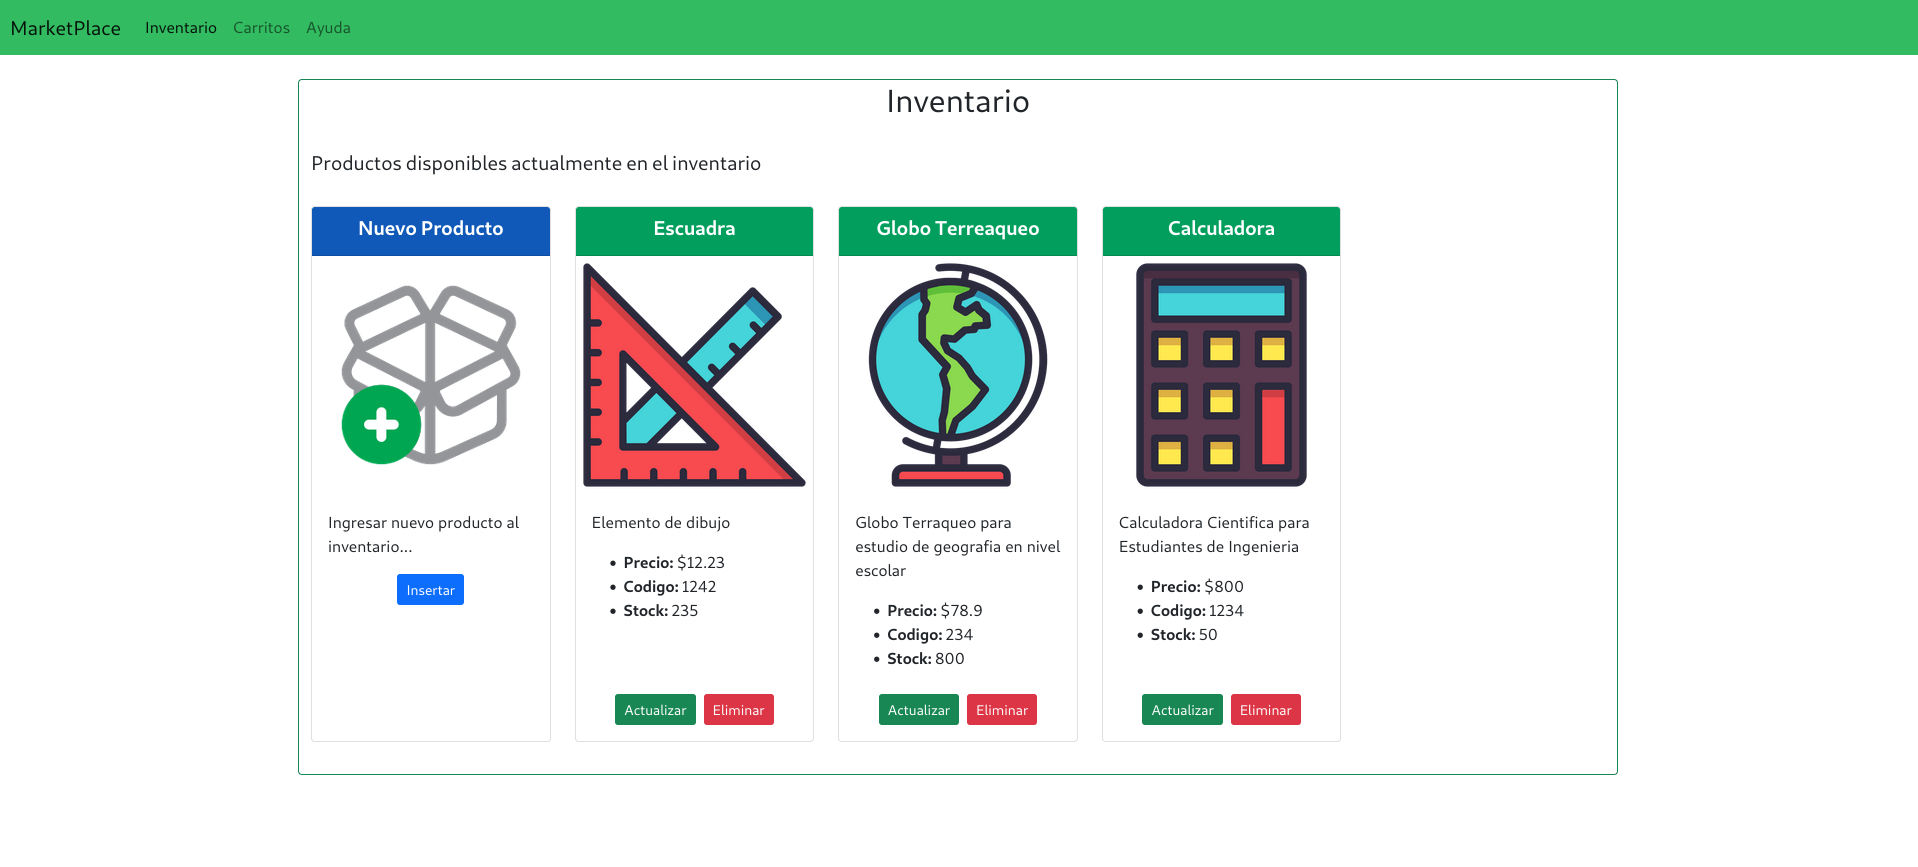 MarketPlace Inventario Carritos Ayuda
Inventario
Productos disponibles actualmente en el inventario
Nuevo Producto
Ingresar nuevo producto al
inventario...
Insertar
Escuadra
Elemento de dibujo
• Precio: $12.23
• Codigo: 1242
• Stock: 235
Actualizar Eliminar
Globo Terreaqueo
Globo Terraqueo para
estudio de geografia en nivel
escolar
• Precio: $78.9
• Codigo: 234
• Stock: 800
Actualizar Eliminar
Calculadora
Calculadora Cientifica para
Estudiantes de Ingenieria
• Precio: $800
• Codigo: 1234
• Stock: 50
Actualizar Eliminar